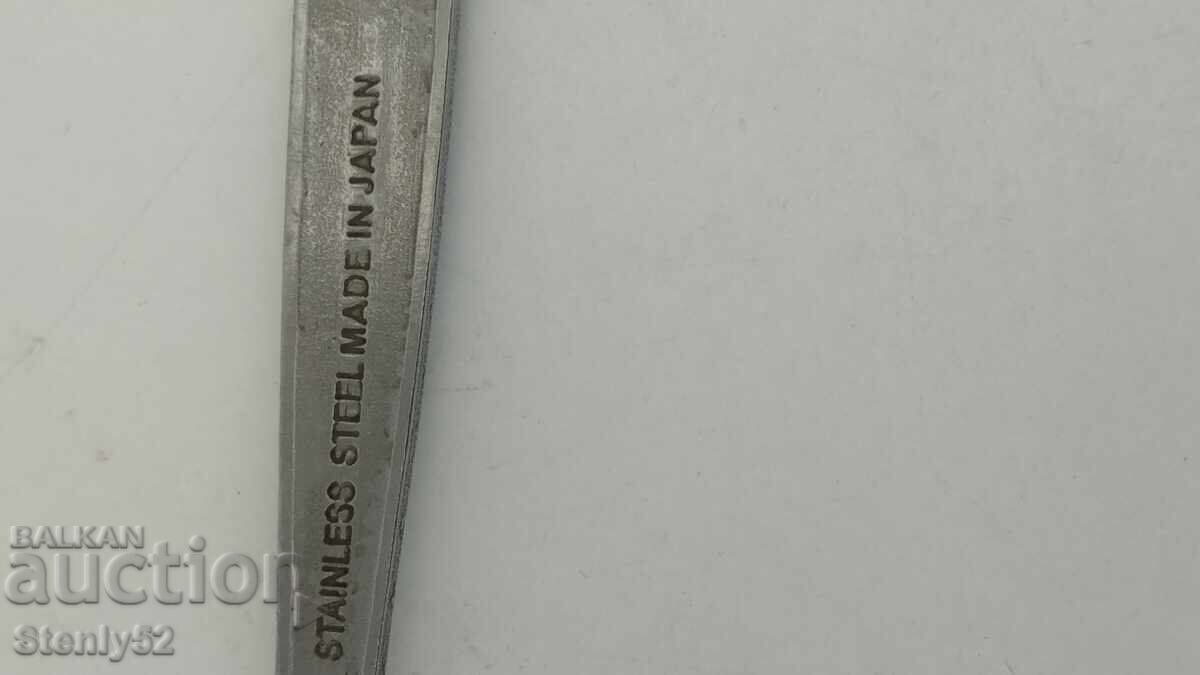 STAINLESS STEEL MADE IN JAPAN
BALKAN
auction
Stenly52